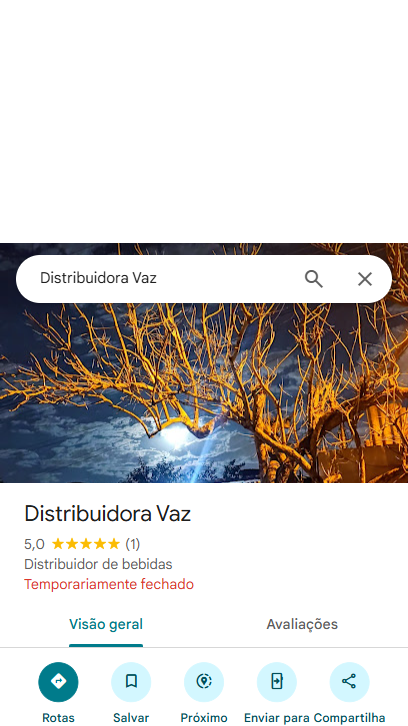 Distribuidora Vaz
Distribuidora Vaz
5,0 (1)
Distribuidor de bebidas
Temporariamente fechado
Visão geral Avaliações
Rotas Salvar Próximo Enviar para Compartilha